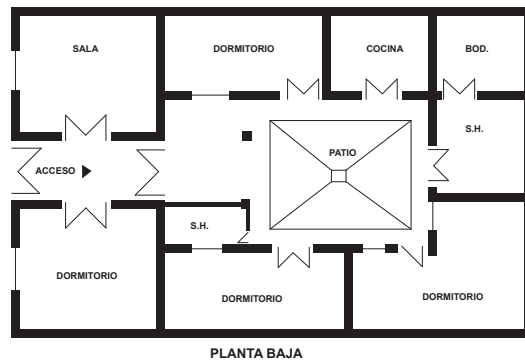 SALA
DORMITORIO
COCINA
BOD.
S.H.
PATIO
ACCESO
S.H.
DORMITORIO
DORMITORIO
DORMITORIO
PLANTA BAJA